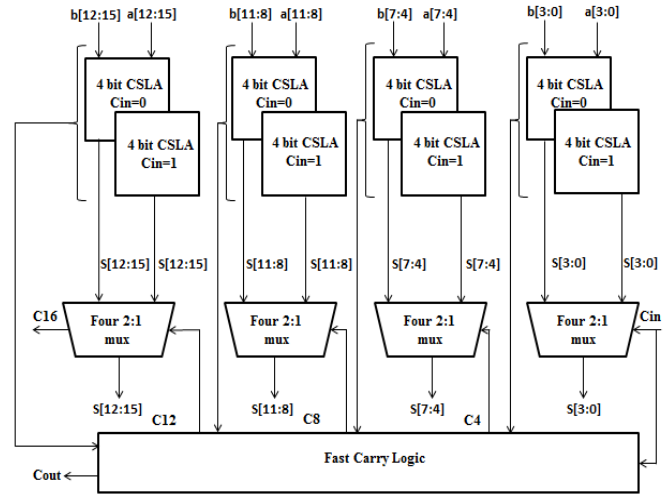 b[12:15] a[12:15] b[11:8] a[11:8] b[7:4] a[7:4] b[3:0] a[3:0]
4 bit CSLA
Cin=0
4 bit CSLA
Cin=1
4 bit CSLA
Cin=0
4 bit CSLA
Cin=1
4 bit CSLA
Cin=0
4 bit CSLA
Cin=1
4 bit CSLA
Cin=0
4 bit CSLA
Cin=1
S[12:15] S[12:15] S[11:8] S[11:8] S[7:4] S[7:4] S[3:0] S[3:0]
C16
Four 2:1
mux
Four 2:1
mux
Four 2:1
mux
Four 2:1
mux
Cin
S[12:15] C12 S[11:8] C8 S[7:4] C4 S[3:0]
Fast Carry Logic
Cout